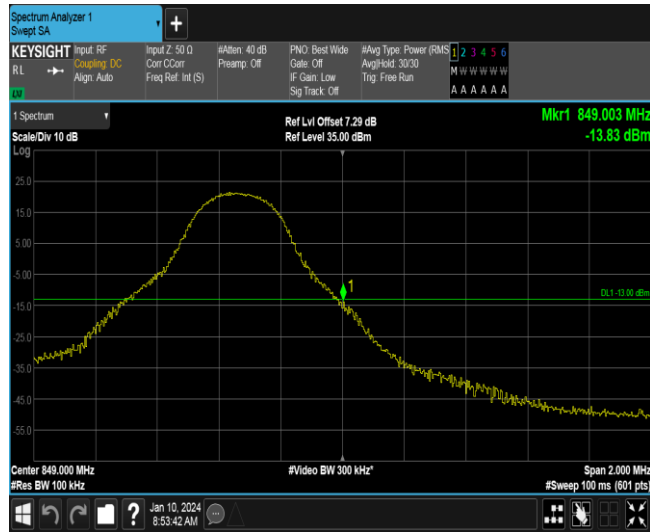 Spectrum Analyzer 1
Swept SA
+
KEYSIGHT
RL
LXI
Input: RF
Coupling: DC
Align: Auto
Input Z: 50 Ω
Corr CCorr
Freq Ref: Int (S)
#Atten: 40 dB
Preamp: Off
PNO: Best Wide
Gate: Off
IF Gain: Low
Sig Track: Off
#Avg Type: Power (RMS
Avg|Hold: 30/30
Trig: Free Run
1 2 3 4 5 6
M W W W W W
A A A A A A
1 Spectrum
Scale/Div 10 dB
Log
Ref Lvl Offset 7.29 dB
Ref Level 35.00 dBm
Mkr1 849.003 MHz
-13.83 dBm
25.0
15.0
5.00
-5.00
-15.0
-25.0
-35.0
-45.0
-55.0
1
DL1 -13.00 dBm
Center 849.000 MHz
#Res BW 100 kHz
#Video BW 300 kHz*
Span 2.000 MHz
#Sweep 100 ms (601 pts)
?
Jan 10, 2024
8:53:42 AM